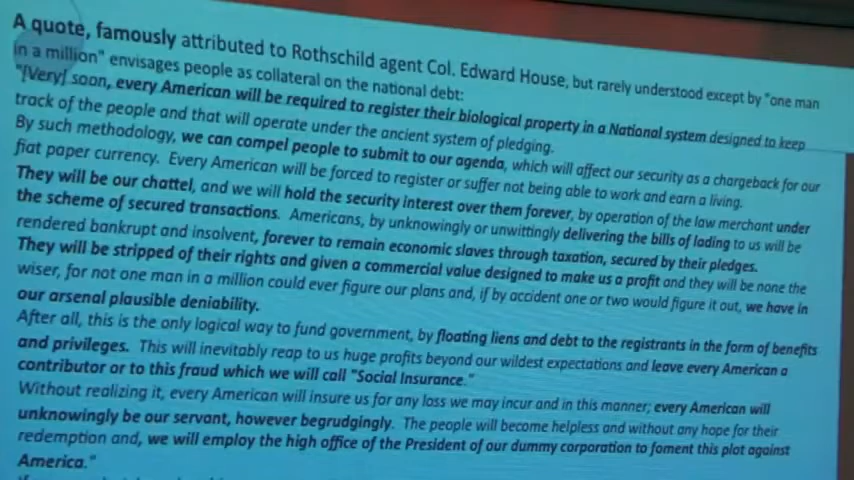 A quote, famously attributed to Rothschild agent Col. Edward House, but rarely understood except by "one man
in a million" envisages people as collateral on the national debt:
"[Very] soon, every American will be required to register their biological property in a National system designed to keep
track of the people and that will operate under the ancient system of pledging.
By such methodology, we can compel people to submit to our agenda, which will affect our security as a chargeback for our
fiat paper currency. Every American will be forced to register or suffer not being able to work and earn a living.
They will be our chattel, and we will hold the security interest over them forever, by operation of the law merchant under
the scheme of secured transactions. Americans, by unknowingly or unwittingly delivering the bills of lading to us will be
rendered bankrupt and insolvent, forever to remain economic slaves through taxation, secured by their pledges.
They will be stripped of their rights and given a commercial value designed to make us a profit and they will be none the
wiser, for not one man in a million could ever figure our plans and, if by accident one or two would figure it out, we have in
our arsenal plausible deniability.
After all, this is the only logical way to fund government, by floating liens and debt to the registrants in the form of benefits
and privileges. This will inevitably reap to us huge profits beyond our wildest expectations and leave every American a
contributor or to this fraud which we will call "Social Insurance."
Without realizing it, every American will insure us for any loss we may incur and in this manner; every American will
unknowingly be our servant, however begrudgingly. The people will become helpless and without any hope for their
redemption and, we will employ the high office of the President of our dummy corporation to foment this plot against
America."